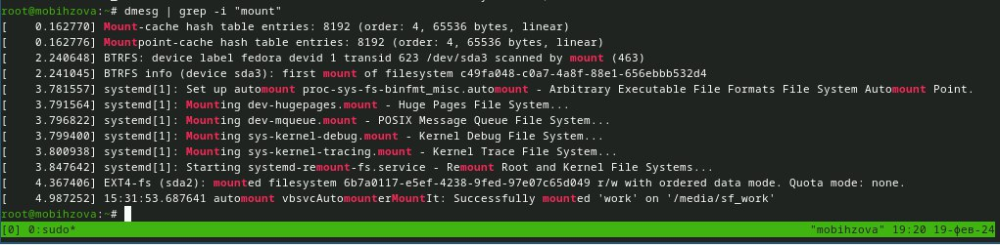 root@mobihzova:~# dmesg | grep -i "mount"
[    0.162770] Mount-cache hash table entries: 8192 (order: 4, 65536 bytes, linear)
[    0.162776] Mountpoint-cache hash table entries: 8192 (order: 4, 65536 bytes, linear)
[    2.240648] BTRFS: device label fedora devid 1 transid 623 /dev/sda3 scanned by mount (463)
[    2.241045] BTRFS info (device sda3): first mount of filesystem c49fa048-c0a7-4a8f-88e1-656ebbb532d4
[    3.781557] systemd[1]: Set up automount proc-sys-fs-binfmt_misc.automount - Arbitrary Executable File Formats File System Automount Point.
[    3.791564] systemd[1]: Mounting dev-hugepages.mount - Huge Pages File System...
[    3.796822] systemd[1]: Mounting dev-mqueue.mount - POSIX Message Queue File System...
[    3.799400] systemd[1]: Mounting sys-kernel-debug.mount - Kernel Debug File System...
[    3.800938] systemd[1]: Mounting sys-kernel-tracing.mount - Kernel Trace File System...
[    3.847642] systemd[1]: Starting systemd-remount-fs.service - Remount Root and Kernel File Systems...
[    4.367406] EXT4-fs (sda2): mounted filesystem 6b7a0117-e5ef-4238-9fed-97e07c65d049 r/w with ordered data mode. Quota mode: none.
[    4.987252] 15:31:53.687641 automount vbsvcAutomounterMountIt: Successfully mounted 'work' on '/media/sf_work'
root@mobihzova:~#
[0] 0:sudo* "mobihzova" 19:20 19-фев-24